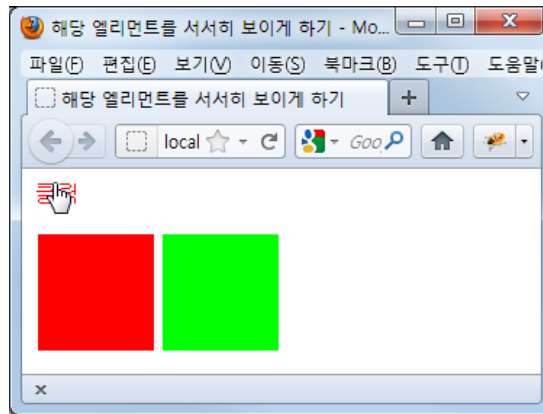 해당 엘리먼트를 서서히 보이게 하기 - Mo...
파일(F) 편집(E) 보기(V) 이동(S) 북마크(B) 도구(T) 도움말
해당 엘리먼트를 서서히 보이게 하기
local Goo
클릭